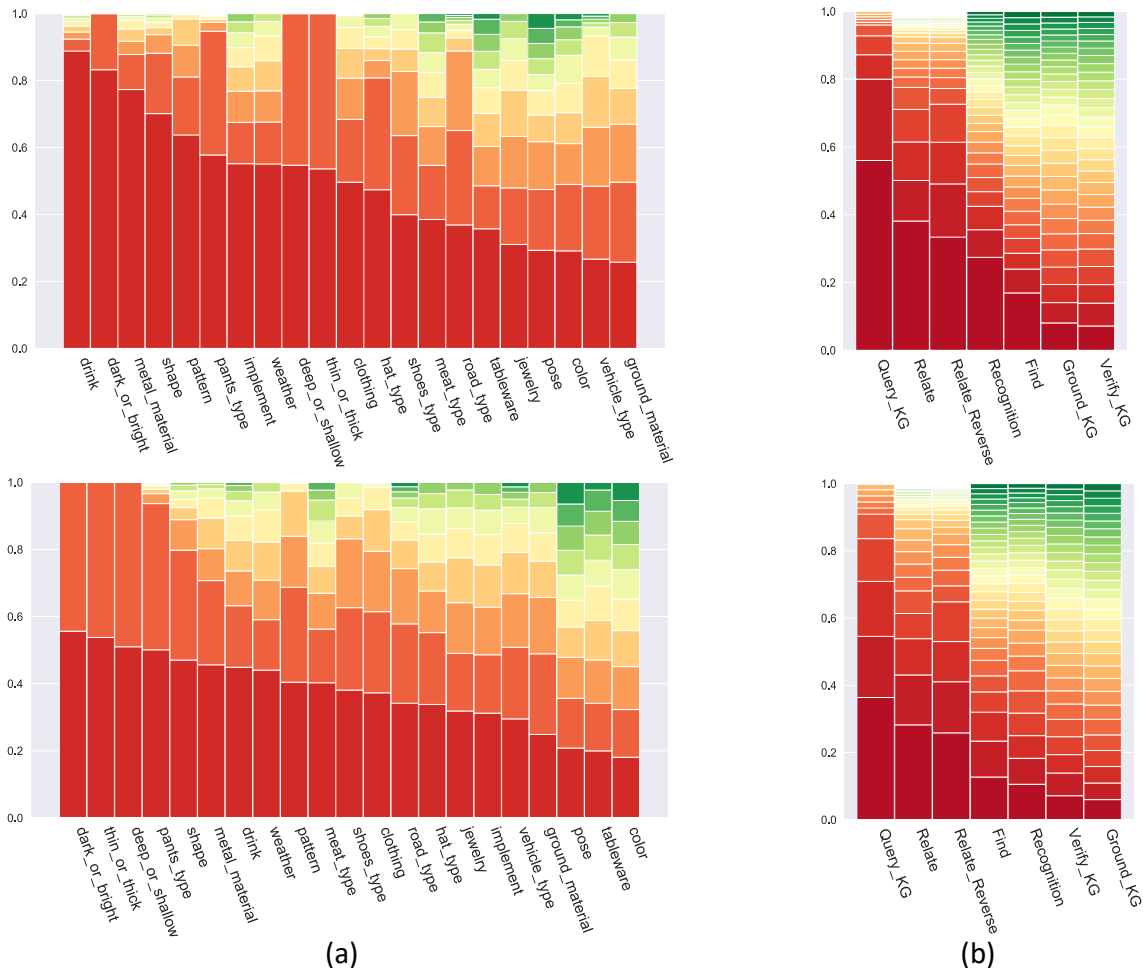 1.0
0.8
0.6
0.4
0.2
0.0
drink
dark_or_bright
metal_material
shape
pattern
pants_type
implement
weather
deep_or_shallow
thin_or_thick
clothing
hat_type
shoes_type
meat_type
road_type
tableware
jewelry
pose
color
vehicle_type
ground_material
1.0
0.8
0.6
0.4
0.2
0.0
Query_KG
Relate
Relate_Reverse
Recognition
Find
Ground_KG
Verify_KG
1.0
0.8
0.6
0.4
0.2
0.0
dark_or_bright
thin_or_thick
deep_or_shallow
pants_type
shape
metal_material
drink
weather
pattern
meat_type
shoes_type
clothing
road_type
hat_type
jewelry
implement
vehicle_type
ground_material
pose
tableware
color
1.0
0.8
0.6
0.4
0.2
0.0
Query_KG
Relate
Relate_Reverse
Find
Recognition
Verify_KG
Ground_KG
(a)
(b)